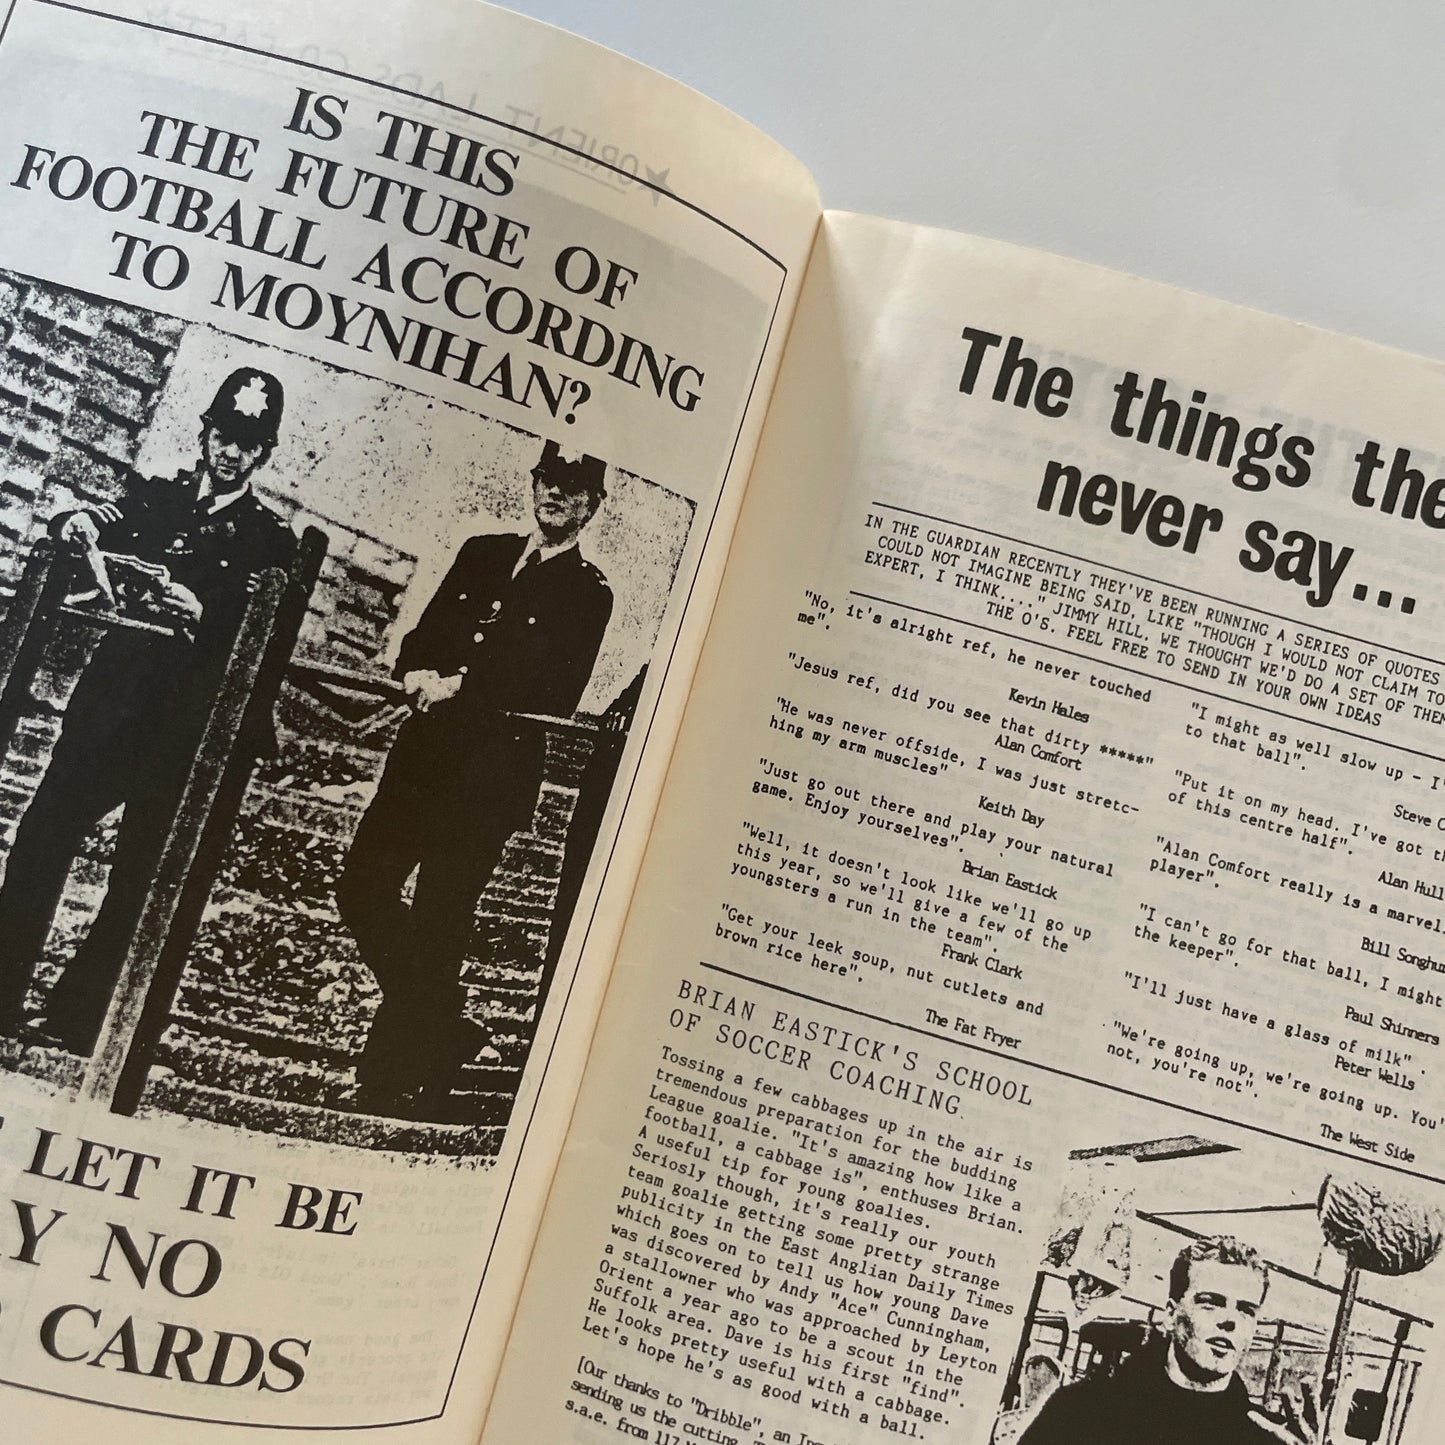 IS THIS
THE FUTURE OF
FOOTBALL ACCORDING
TO MOYNIHAN?
LET IT BE
NO
CARDS
The things the
never say...
IN THE GUARDIAN RECENTLY THEY'VE BEEN RUNNING A SERIES OF QUOTES
COULD NOT IMAGINE BEING SAID, LIKE "THOUGH I WOULD NOT CLAIM TO
EXPERT, I THINK...." JIMMY HILL. WE THOUGHT WE'D DO A SET OF THEM
THE O'S. FEEL FREE TO SEND IN YOUR OWN IDEAS
"No, it's alright ref, he never touched
me".
Kevin Hales
"Jesus ref, did you see that dirty *****"
Alan Comfort
"He was never offside, I was just stretc-
hing my arm muscles"
Keith Day
"Just go out there and play your natural
game. Enjoy yourselves".
Brian Eastick
"Well, it doesn't look like we'll go up
this year, so we'll give a few of the
youngsters a run in the team".
Frank Clark
"Get your leek soup, nut cutlets and
brown rice here".
The Fat Fryer
"I might as well slow up - I'
to that ball".
Steve
"Put it on my head. I've got
of this centre half".
Alan Hull
"Alan Comfort really is a marvel
player".
Bill Songhu
"I can't go for that ball, I might
the keeper".
Paul Shinners
"I'll just have a glass of milk".
Peter Wells
"We're going up, we're going up. You'
not, you're not".
The West Side
BRIAN EASTICK'S SCHOOL
OF SOCCER COACHING
Tossing a few cabbages up in the air is
tremendous preparation for the budding
League goalie. "It's amazing how like a
football, a cabbage is", enthuses Brian.
A useful tip for young goalies.
Seriosly though, it's really our youth
team goalie getting some pretty strange
publicity in the East Anglian Daily Times
which goes on to tell us how young Dave
was discovered by Andy "Ace" Cunningham,
a stallowner who was approached by Leyton
Orient a year ago to be a scout in the
Suffolk area. Dave is his first "find".
He looks pretty useful with a cabbage.
Let's hope he's as good with a ball.
[Our thanks to "Dribble", an
sending us the cutting.
s.a.e. from 117